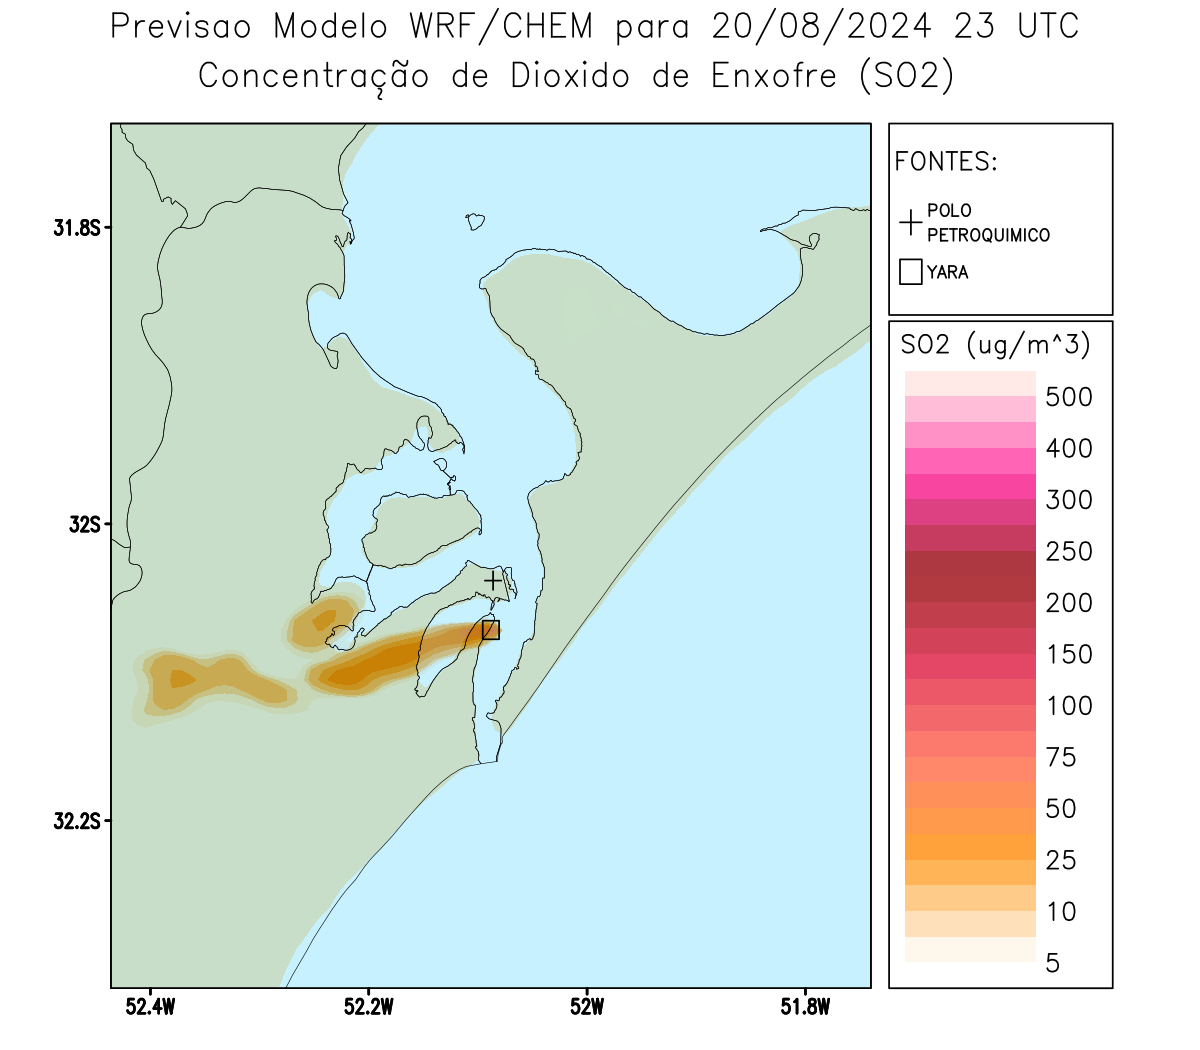 Previsao Modelo WRF/CHEM para 20/08/2024 23 UTC
Concentração de Dioxido de Enxofre (SO2)
FONTES:
POLO
PETROQUIMICO
YARA
31.8S
32S
32.2S
52.4W
52.2W
52W
51.8W
SO2 (ug/m^3)
500
400
300
250
200
150
100
75
50
25
10
5